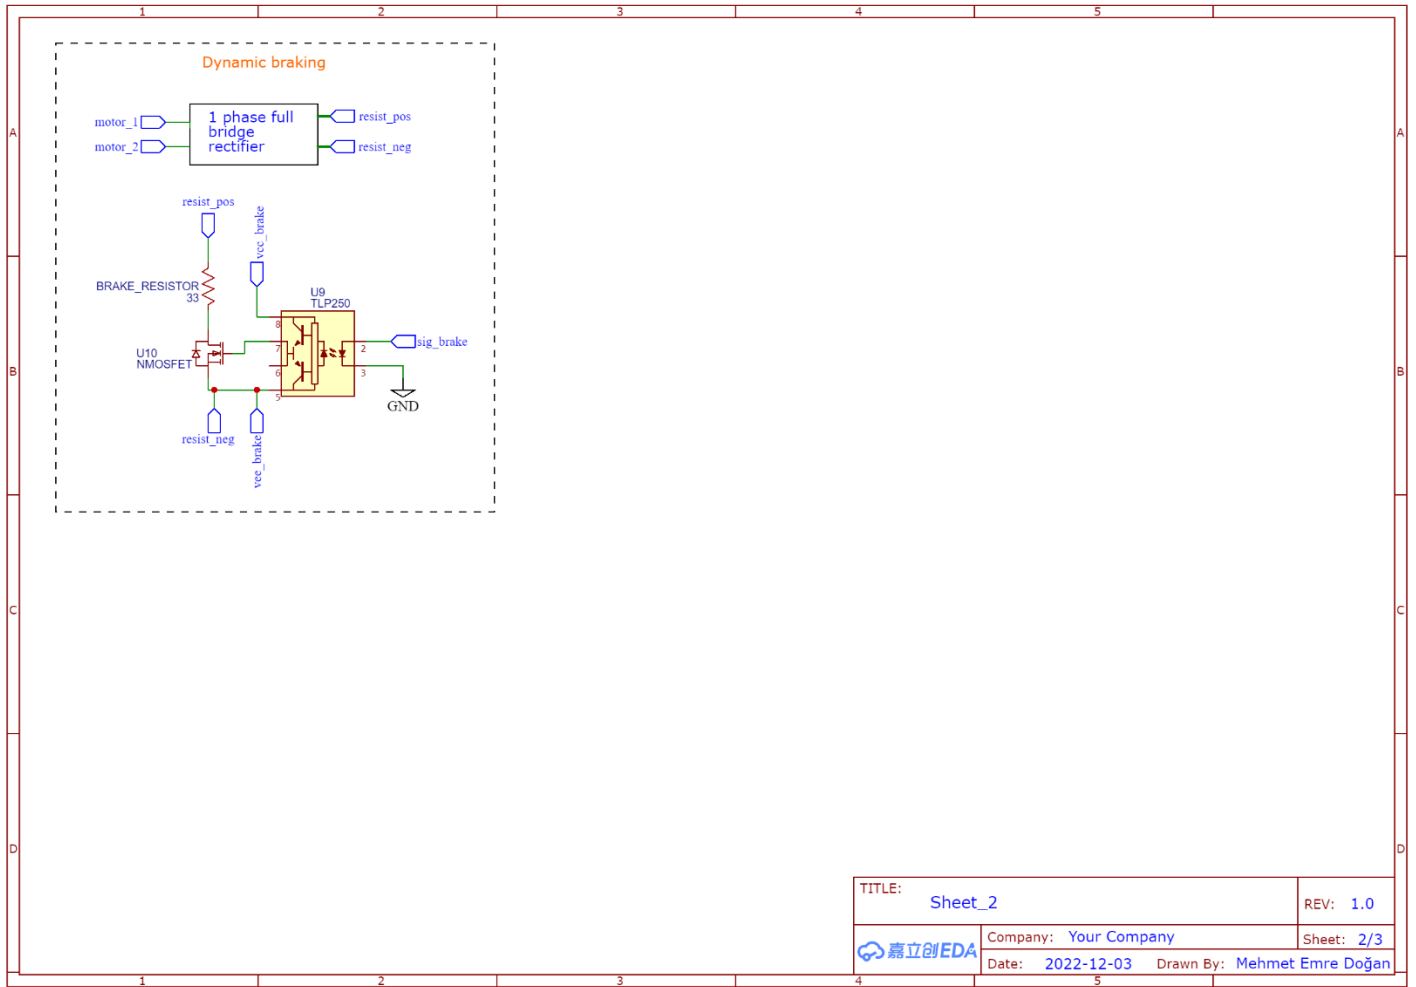 1 2 3 4 5
Dynamic braking
motor_1
motor_2
1 phase full
bridge
rectifier
resist_pos
resist_neg
A A
resist_pos
vcc_brake
BRAKE_RESISTOR
33
U9
TLP250
8
7
6
5
2
3
sig_brake
U10
NMOSFET
GND
B B
resist_neg
vee_brake
C C
D D
TITLE:
Sheet_2
REV: 1.0
嘉立创EDA
Company: Your Company
Sheet: 2/3
Date: 2022-12-03 Drawn By: Mehmet Emre Doğan
1 2 3 4 5